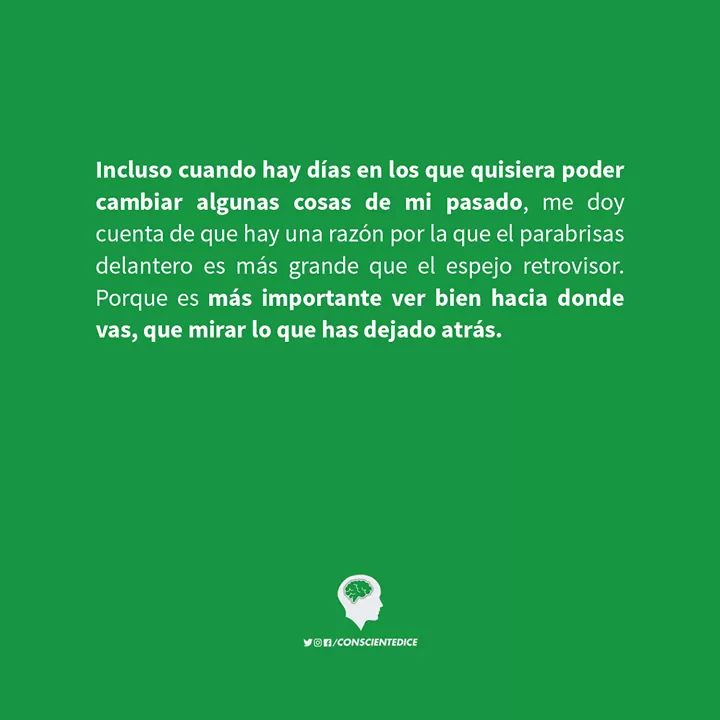 Incluso cuando hay días en los que quisiera poder
cambiar algunas cosas de mi pasado, me doy
cuenta de que hay una razón por la que el parabrisas
delantero es más grande que el espejo retrovisor.
Porque es más importante ver bien hacia donde
vas, que mirar lo que has dejado atrás.
/CONSCIENTEDICE